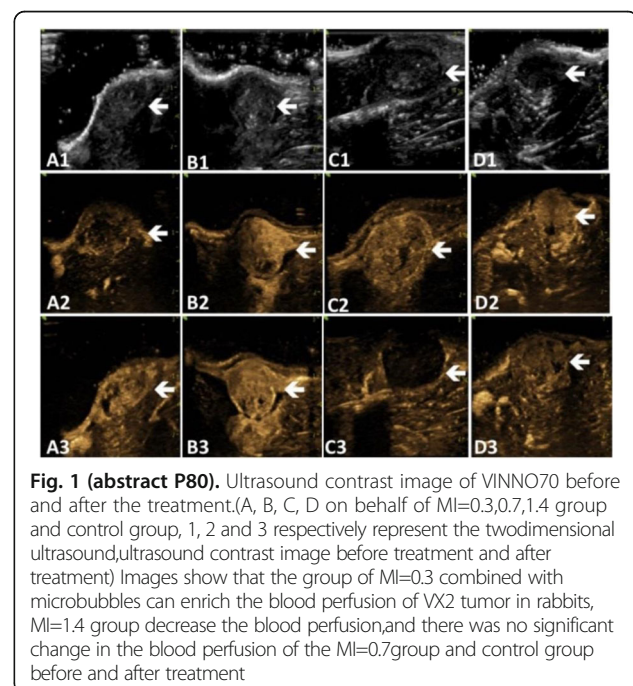 A1 B1 C1 D1
A2 B2 C2 D2
A3 B3 C3 D3
Fig. 1 (abstract P80). Ultrasound contrast image of VINNO70 before
and after the treatment.(A, B, C, D on behalf of MI=0.3,0.7,1.4 group
and control group, 1, 2 and 3 respectively represent the twodimensional
ultrasound,ultrasound contrast image before treatment and after
treatment) Images show that the group of MI=0.3 combined with
microbubbles can enrich the blood perfusion of VX2 tumor in rabbits,
MI=1.4 group decrease the blood perfusion,and there was no significant
change in the blood perfusion of the MI=0.7group and control group
before and after treatment